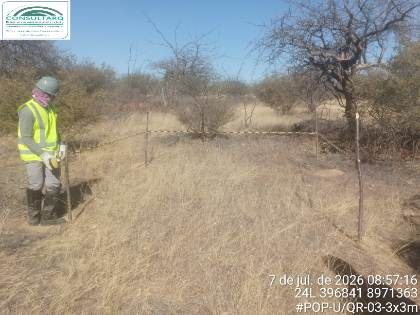 CONSULTARQ
7 de jul. de 2026 08:57:16
24L 396841 8971363
#POP-U/QR-03-3x3m